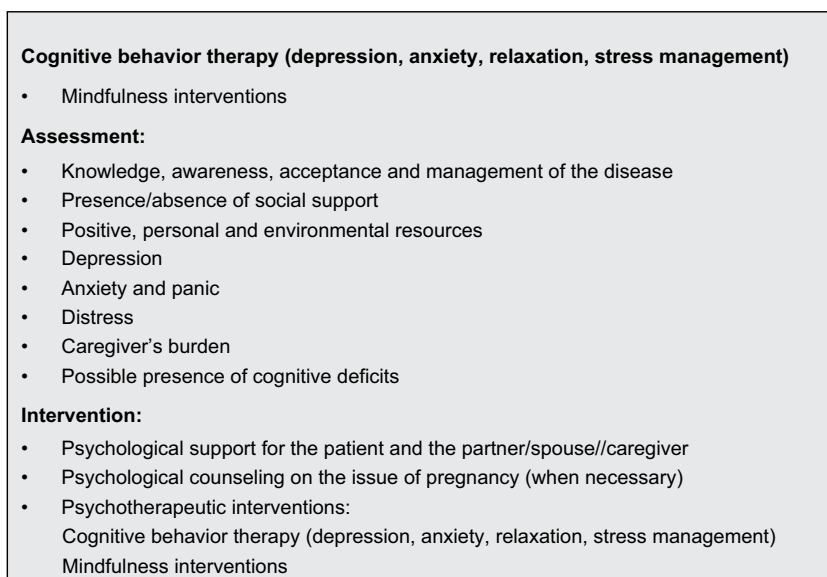 Cognitive behavior therapy (depression, anxiety, relaxation, stress management)
• Mindfulness interventions
Assessment:
• Knowledge, awareness, acceptance and management of the disease
• Presence/absence of social support
• Positive, personal and environmental resources
• Depression
• Anxiety and panic
• Distress
• Caregiver's burden
• Possible presence of cognitive deficits
Intervention:
• Psychological support for the patient and the partner/spouse//caregiver
• Psychological counseling on the issue of pregnancy (when necessary)
• Psychotherapeutic interventions:
Cognitive behavior therapy (depression, anxiety, relaxation, stress management)
Mindfulness interventions